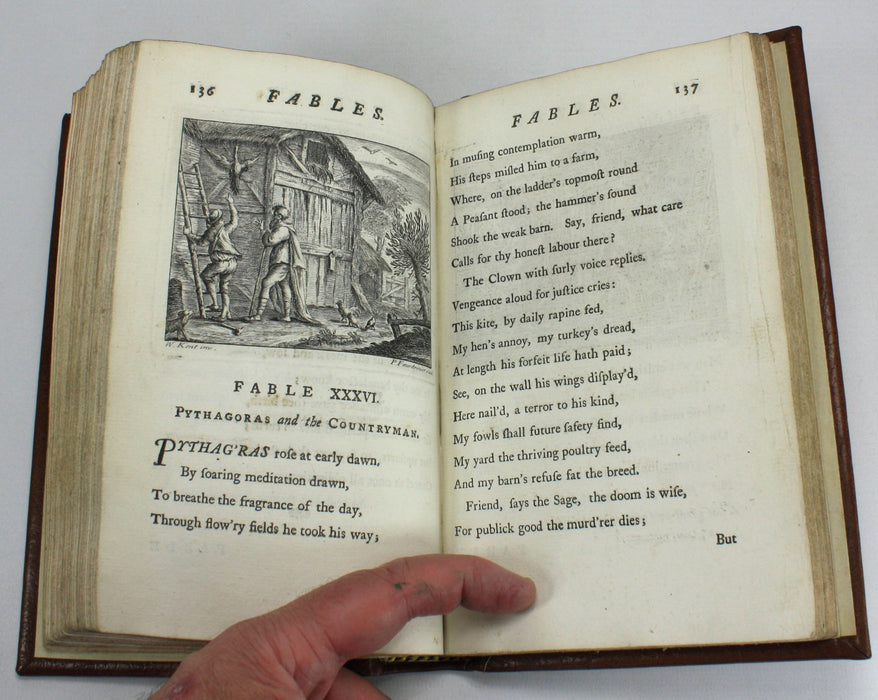 136
FABLES.
W. Kent inv.
FABLE XXXVI.
PYTHAGORAS and the COUNTRYMAN.
PYTHAG'RAS roſe at early dawn,
By ſoaring meditation drawn,
To breathe the fragrance of the day,
Through flow'ry fields he took his way;
FABLES.
137
In muſing contemplation warm,
His ſteps miſled him to a farm,
Where, on the ladder's topmoſt round
A Peaſant ſtood; the hammer's ſound
Shook the weak barn. Say, friend, what care
Calls for thy honeſt labour there?
The Clown with ſurly voice replies.
Vengeance aloud for juſtice cries:
This kite, by daily rapine fed,
My hen's annoy, my turkey's dread,
At length his forfeit life hath paid;
See, on the wall his wings diſplay'd,
Here nail'd, a terror to his kind,
My fowls ſhall future ſafety find,
My yard the thriving poultry feed,
And my barn's refuſe fat the breed.
Friend, ſays the Sage, the doom is wiſe,
For publick good the murd'rer dies;
But